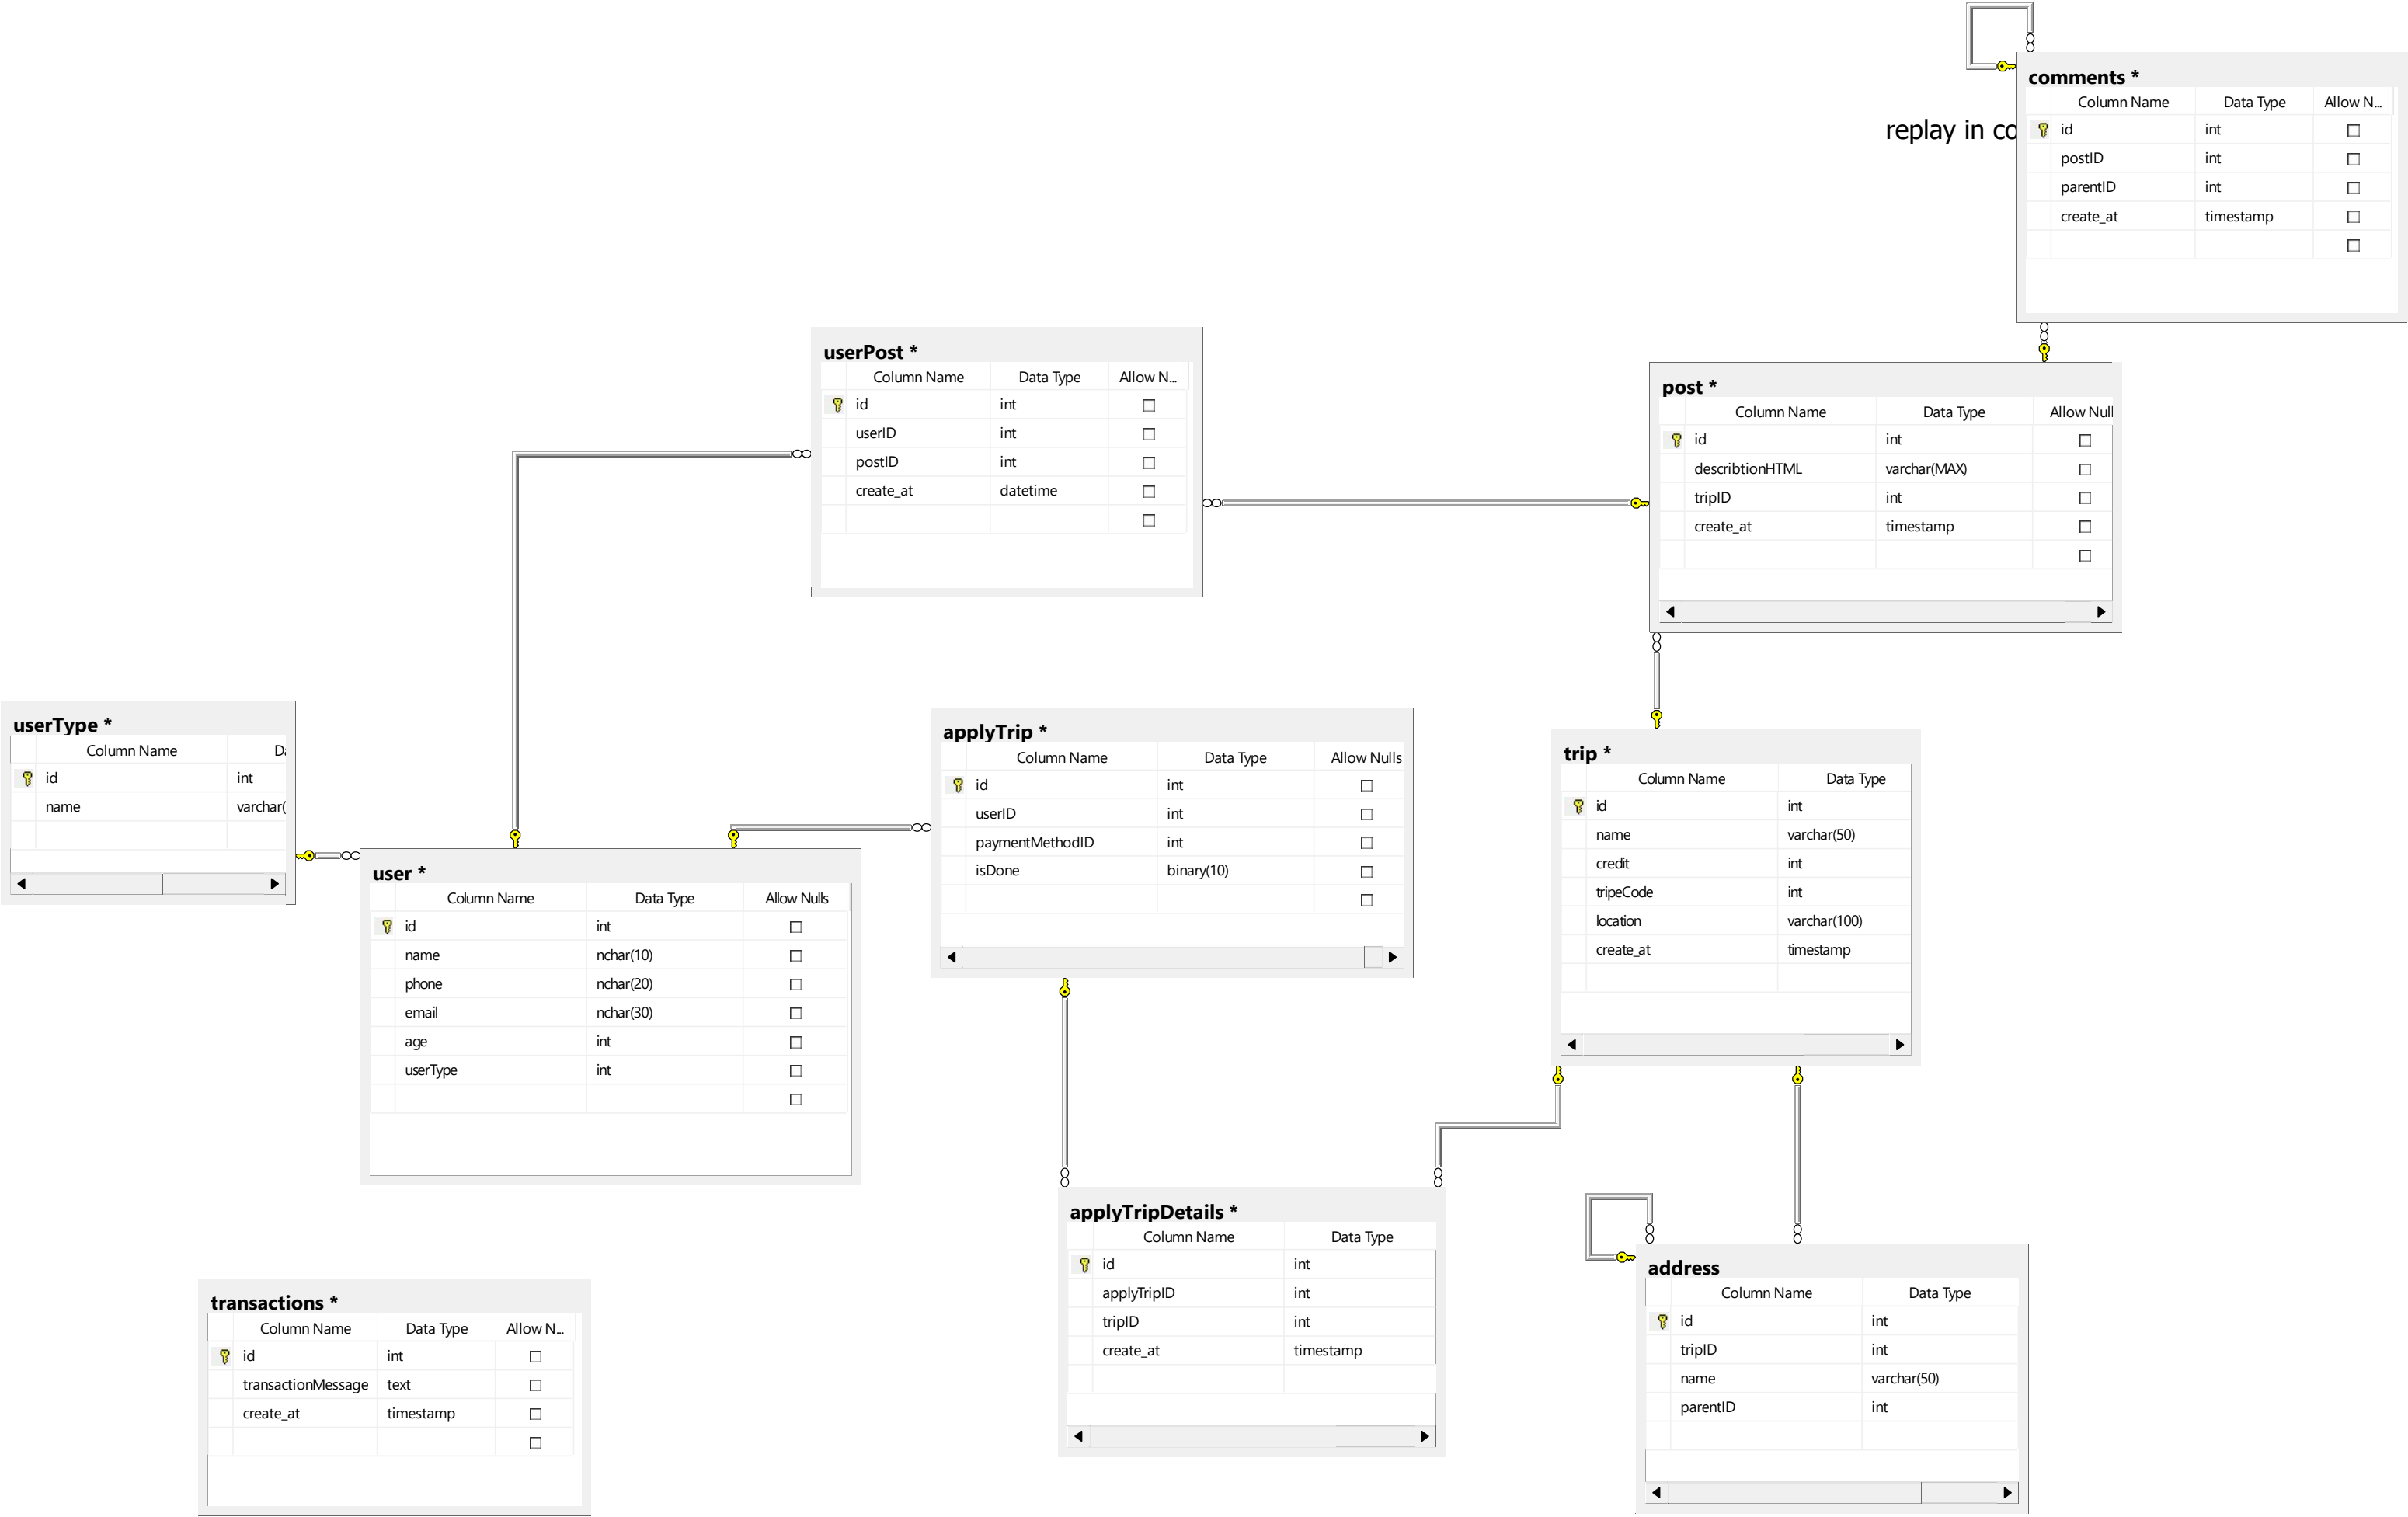 comments *
Column Name Data Type Allow N...
id int
postID int
parentID int
create_at timestamp
replay in co
userPost *
Column Name Data Type Allow N...
id int
userID int
postID int
create_at datetime
post *
Column Name Data Type Allow Null
id int
describtionHTML varchar(MAX)
tripID int
create_at timestamp
userType *
Column Name Da
id int
name varchar(
applyTrip *
Column Name Data Type Allow Nulls
id int
userID int
paymentMethodID int
isDone binary(10)
trip *
Column Name Data Type
id int
name varchar(50)
credit int
tripeCode int
location varchar(100)
create_at timestamp
user *
Column Name Data Type Allow Nulls
id int
name nchar(10)
phone nchar(20)
email nchar(30)
age int
userType int
applyTripDetails *
Column Name Data Type
id int
applyTripID int
tripID int
create_at timestamp
address
Column Name Data Type
id int
tripID int
name varchar(50)
parentID int
transactions *
Column Name Data Type Allow N...
id int
transactionMessage text
create_at timestamp